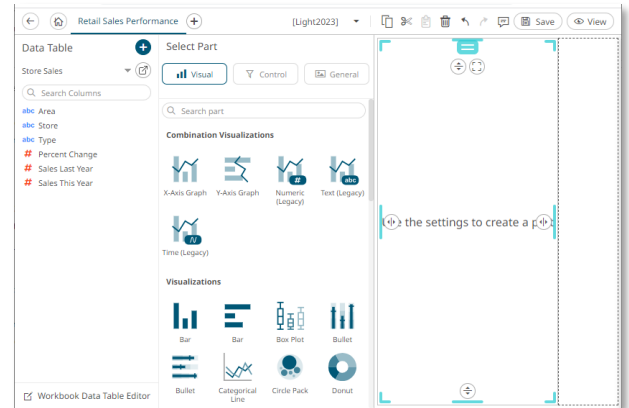 Retail Sales Performance
[Light2023]
Save
View
Data Table
Store Sales
Search Columns
abc Area
abc Store
abc Type
# Percent Change
# Sales Last Year
# Sales This Year
Workbook Data Table Editor
Select Part
Visual
Control
General
Search part
Combination Visualizations
X-Axis Graph
Y-Axis Graph
#
Numeric
(Legacy)
abc
Text (Legacy)
Time (Legacy)
Visualizations
Bar
Bar
Box Plot
Bullet
Bullet
Categorical
Line
Circle Pack
Donut
the settings to create a